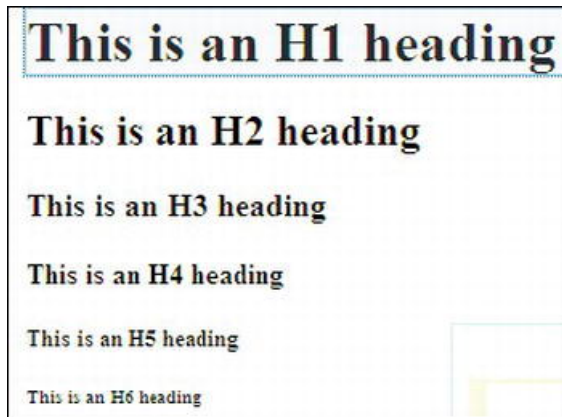 This is an H1 heading
This is an H2 heading
This is an H3 heading
This is an H4 heading
This is an H5 heading
This is an H6 heading